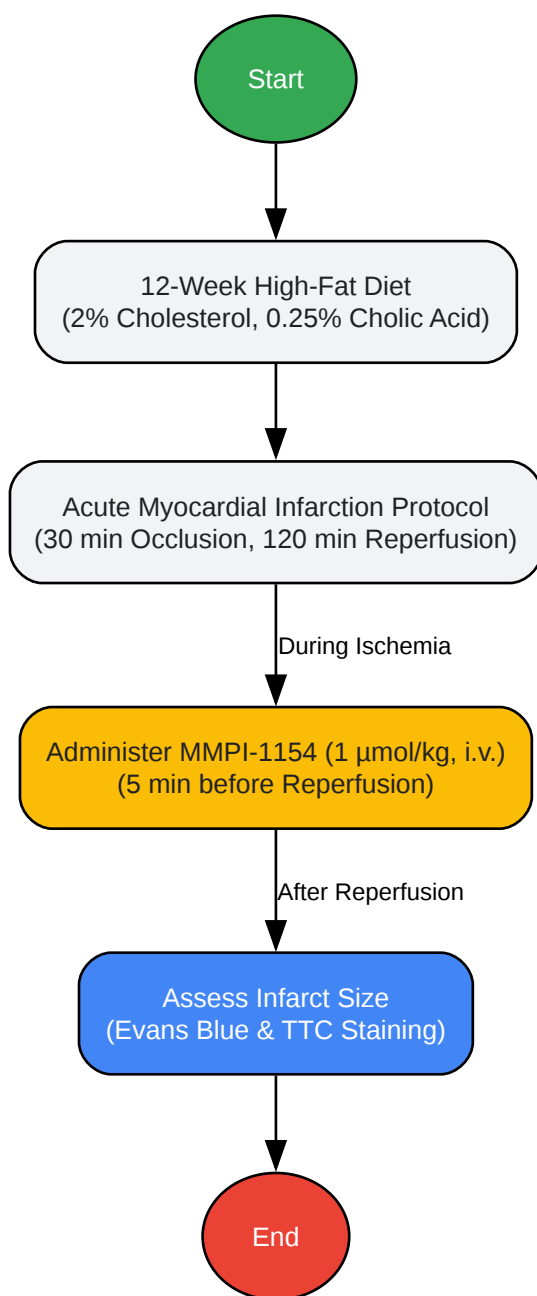 Start
12-Week High-Fat Diet
(2% Cholesterol, 0.25% Cholic Acid)
Acute Myocardial Infarction Protocol
(30 min Occlusion, 120 min Reperfusion)
During Ischemia
Administer MMPI-1154 (1 µmol/kg, i.v.)
(5 min before Reperfusion)
After Reperfusion
Assess Infarct Size
(Evans Blue & TTC Staining)
End